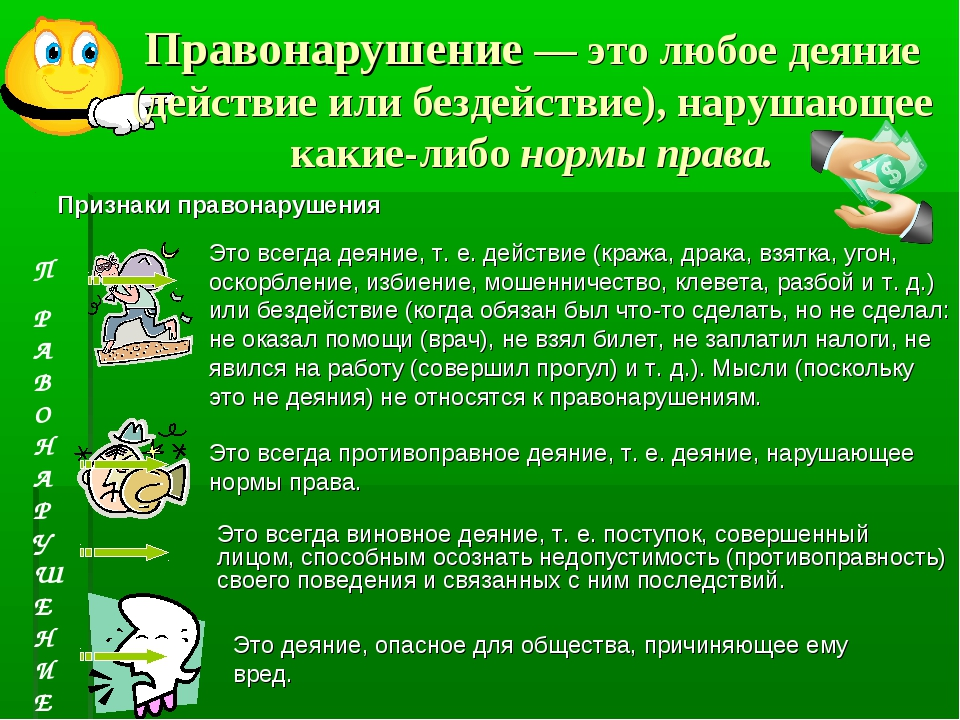 Правонарушение — это любое деяние
(действие или бездействие), нарушающее
какие-либо нормы права.
Признаки правонарушения
П
Р
А
В
О
Н
А
Р
У
Ш
Е
Н
И
Е
Это всегда деяние, т. е. действие (кража, драка, взятка, угон,
оскорбление, избиение, мошенничество, клевета, разбой и т. д.)
или бездействие (когда обязан был что-то сделать, но не сделал:
не оказал помощи (врач), не взял билет, не заплатил налоги, не
явился на работу (совершил прогул) и т. д.). Мысли (поскольку
это не деяния) не относятся к правонарушениям.
Это всегда противоправное деяние, т. е. деяние, нарушающее
нормы права.
Это всегда виновное деяние, т. е. поступок, совершенный
лицом, способным осознать недопустимость (противоправность)
своего поведения и связанных с ним последствий.
Это деяние, опасное для общества, причиняющее ему
вред.